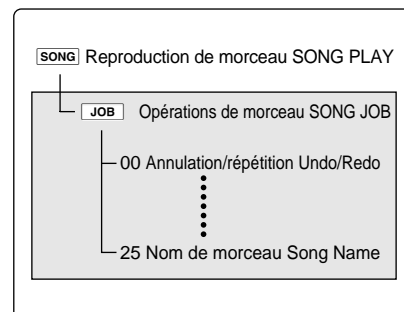 SONG Reproduction de morceau SONG PLAY
JOB Opérations de morceau SONG JOB
00 Annulation/répétition Undo/Redo
25 Nom de morceau Song Name